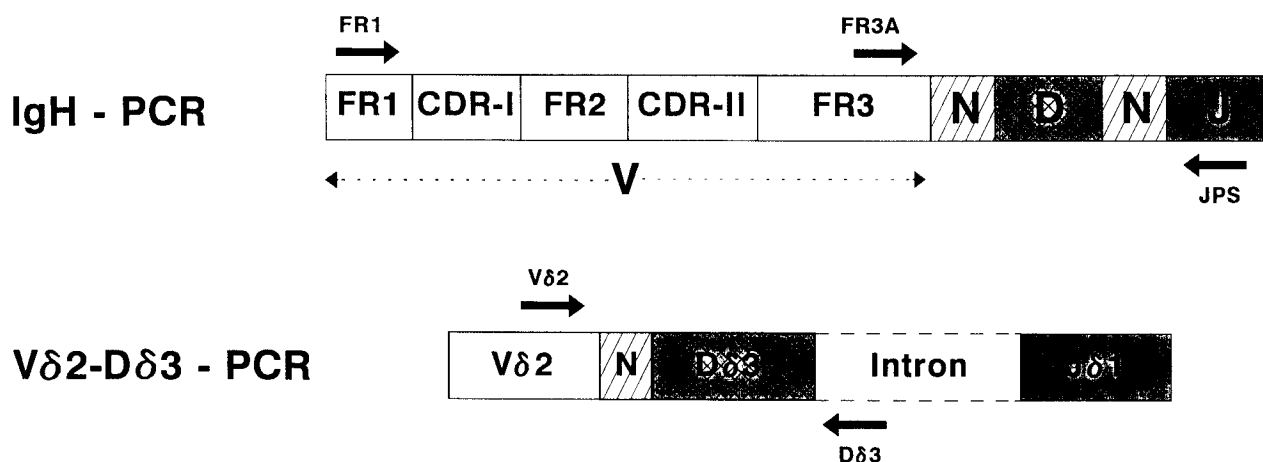 FR1 FR3A
IgH - PCR FR1 CDR-I FR2 CDR-II FR3 N D N J
V
JPS
Vδ2
Vδ2-Dδ3 - PCR Vδ2 N Dδ3 Intron Jδ1
Dδ3